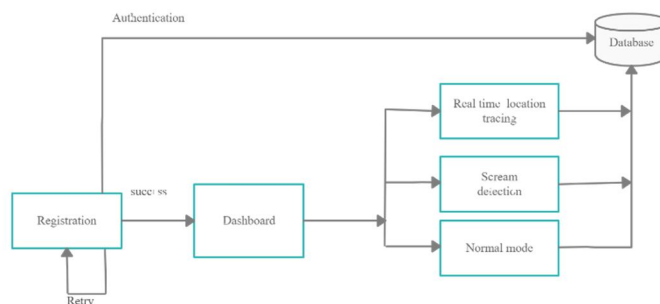 Authentication
Database
Real time location
tracing
success
Scream
detection
Registration
Dashboard
Normal mode
Retry